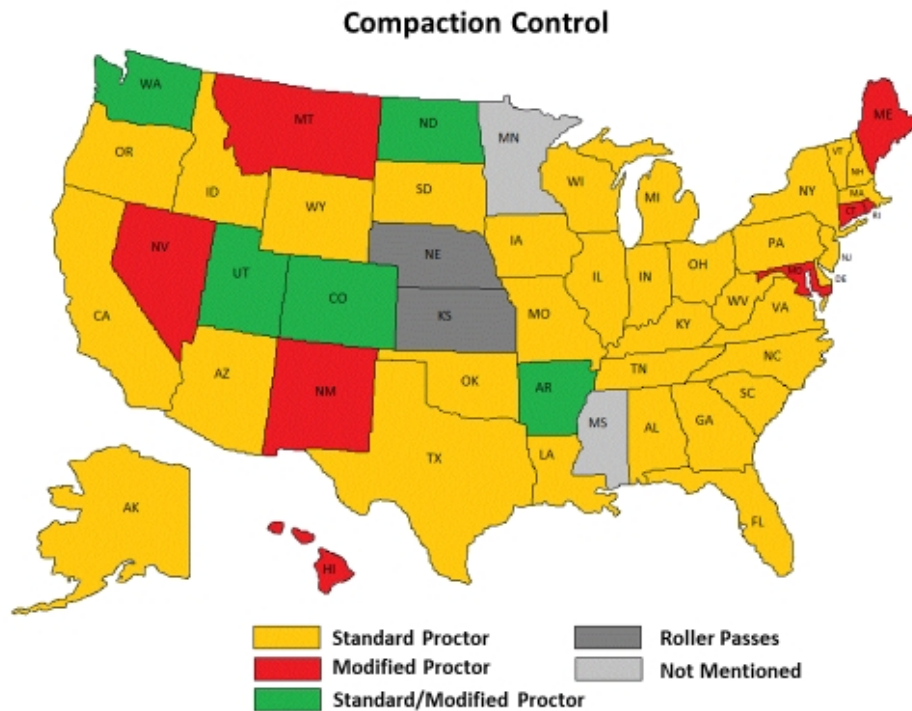 Compaction Control
WA
MT
ND
MN
ME
OR
ID
SD
WI
MI
VT
NH
NY
MA
CT
RI
WY
NV
NE
IA
PA
NJ
UT
CO
IL
IN
OH
MD
DE
CA
KS
MO
WV
VA
KY
AZ
NM
OK
AR
TN
NC
SC
MS
AL
GA
TX
LA
AK
FL
HI
Standard Proctor
Roller Passes
Modified Proctor
Not Mentioned
Standard/Modified Proctor